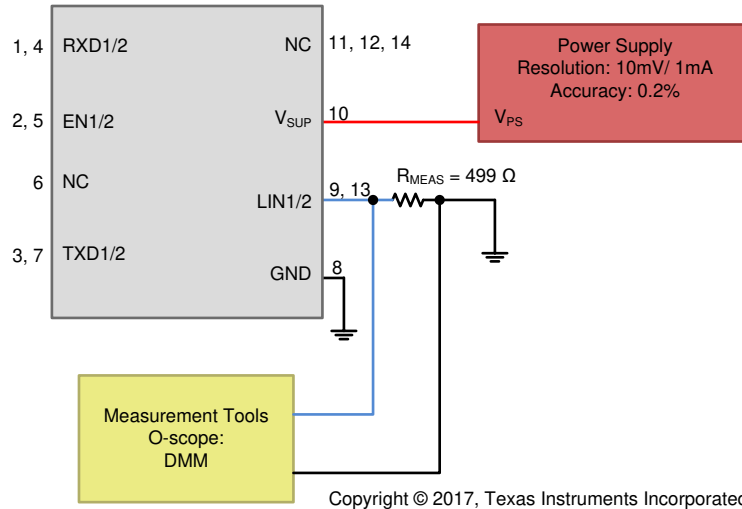 1, 4 RXD1/2 NC 11, 12, 14
2, 5 EN1/2 VSUP 10
6 NC
LIN1/2 9, 13
3, 7 TXD1/2
GND 8
RMEAS = 499 Ω
Power Supply
Resolution: 10mV/ 1mA
Accuracy: 0.2%
VPS
Measurement Tools
O-scope:
DMM
Copyright © 2017, Texas Instruments Incorporated